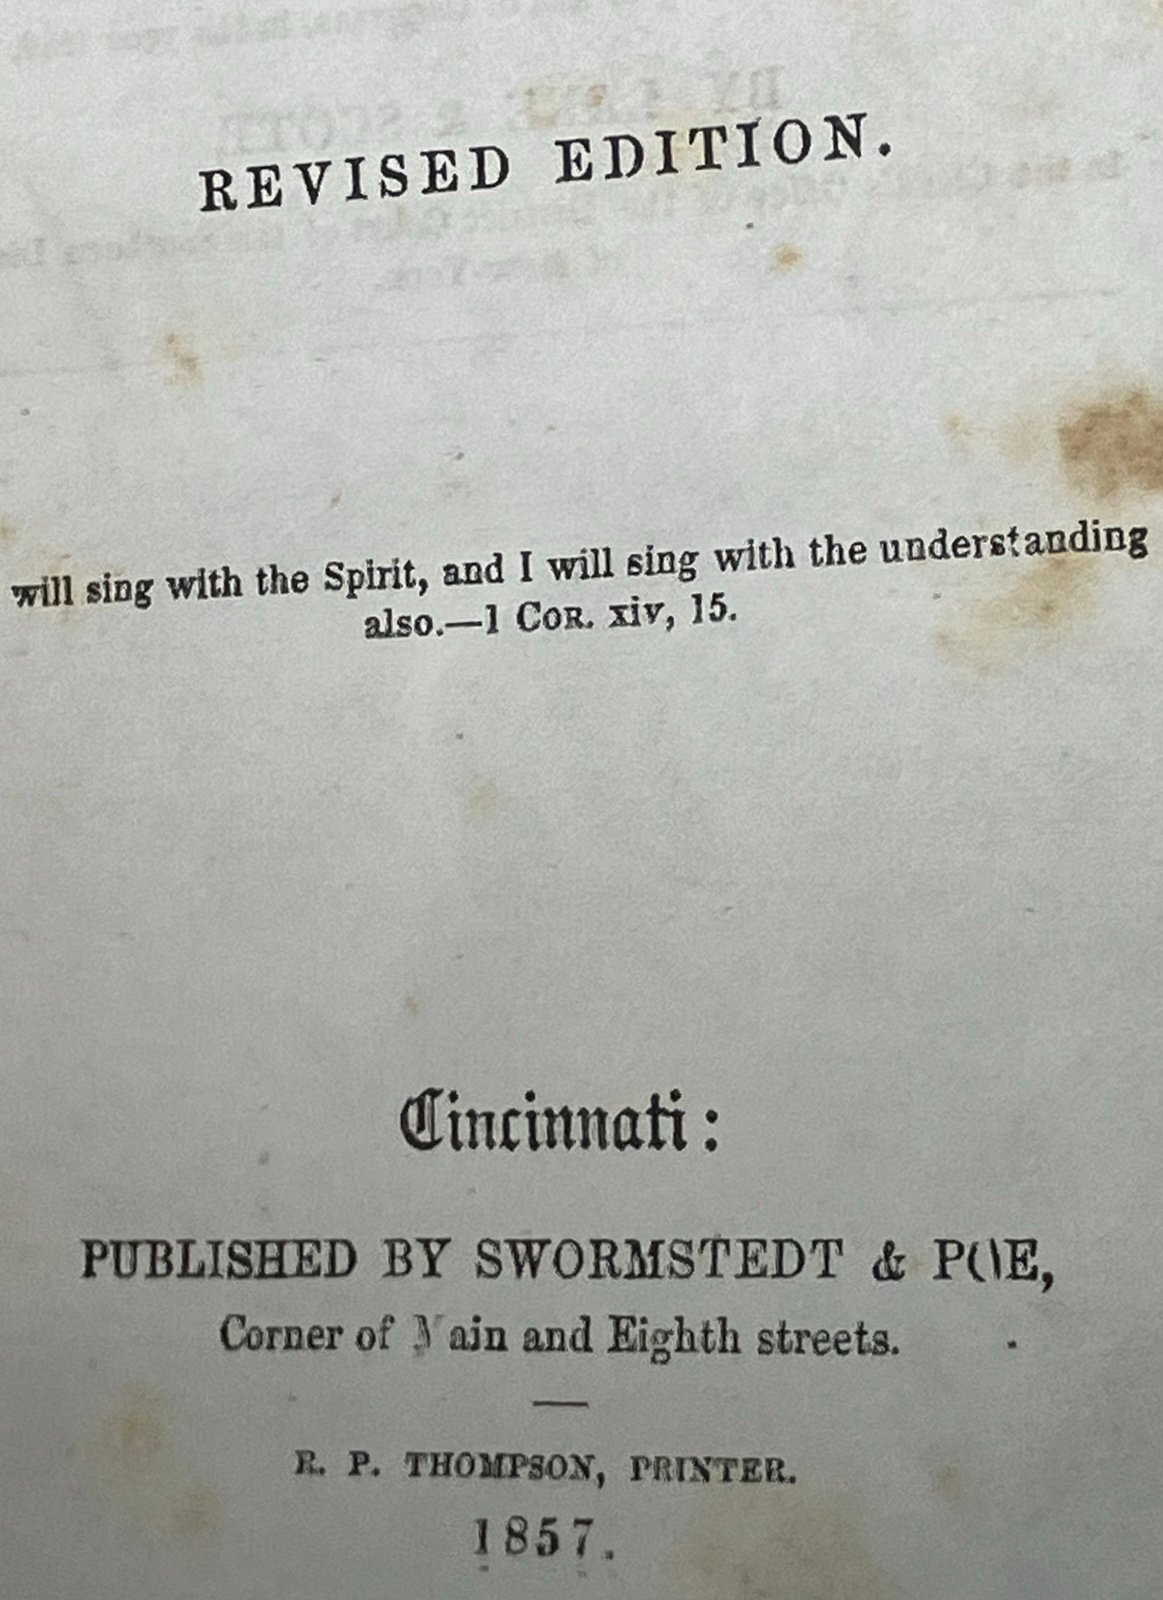 REVISED EDITION.
will sing with the Spirit, and I will sing with the understanding
also.—1 COR. xiv, 15.
Cincinnati:
PUBLISHED BY SWORMSTEDT & POE,
Corner of Main and Eighth streets.
R. P. THOMPSON, PRINTER.
1857.